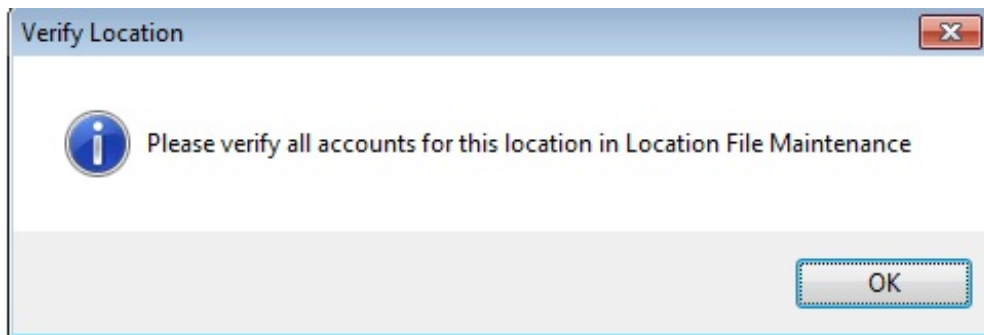 Verify Location
Please verify all accounts for this location in Location File Maintenance
OK